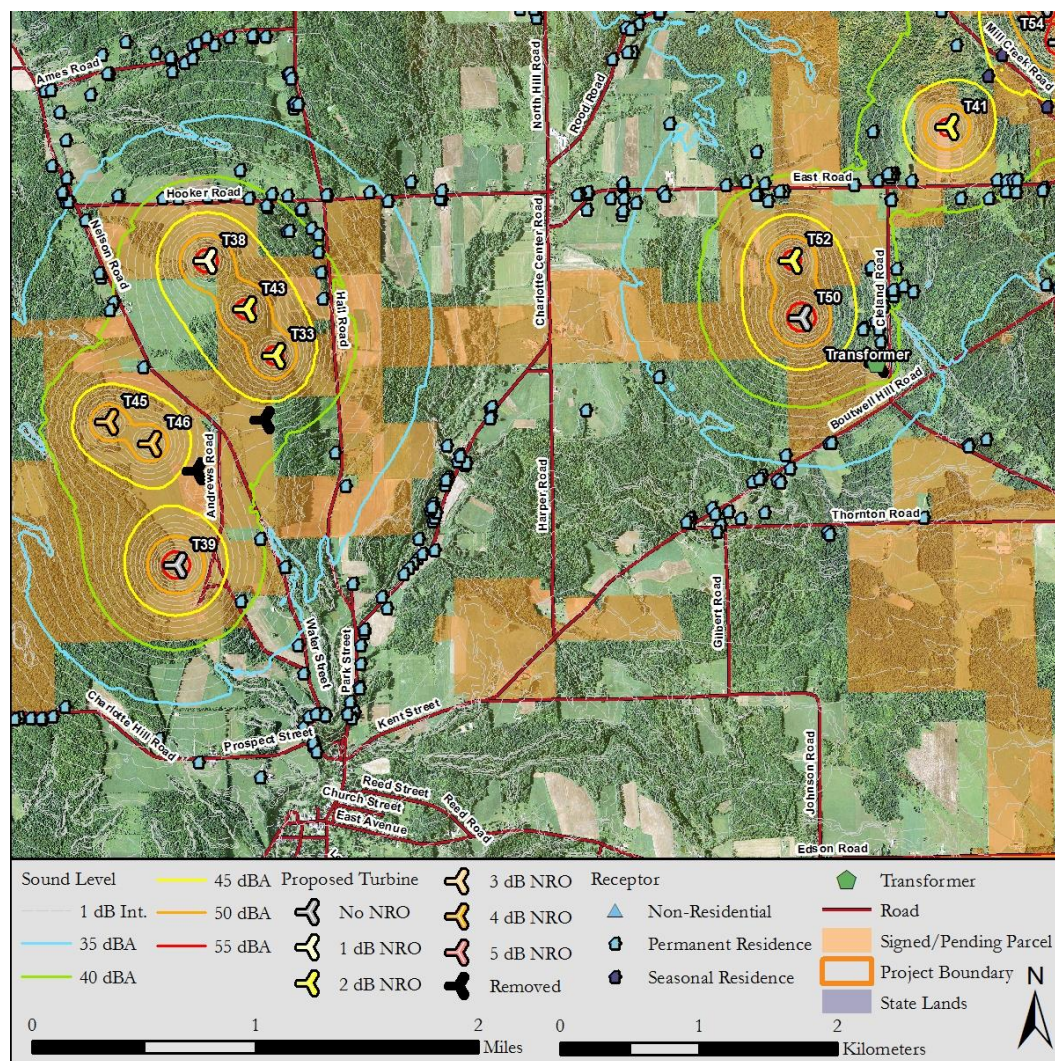 T54
Mill Creek Road
Ames Road
North Hill Road
Rood Road
T41
East Road
Hooker Road
Nelson Road
Charlotte Center Road
T38
T52
Cleland Road
T43
Hall Road
T50
T33
Transformer
Boutwell Hill Road
T45
T46
Andrews Road
Harper Road
Thornton Road
T39
Gilbert Road
Water Street
Park Street
Charlotte Hill Road
Kent Street
Prospect Street
Johnson Road
Reed Street
Church Street
Reed Road
East Avenue
Edson Road
Sound Level
1 dB Int.
35 dBA
40 dBA
45 dBA
50 dBA
55 dBA
Proposed Turbine
No NRO
1 dB NRO
2 dB NRO
3 dB NRO
4 dB NRO
5 dB NRO
Removed
Receptor
Non-Residential
Permanent Residence
Seasonal Residence
Transformer
Road
Signed/Pending Parcel
Project Boundary
State Lands
N
0 1 2
Miles
0 1 2
Kilometers